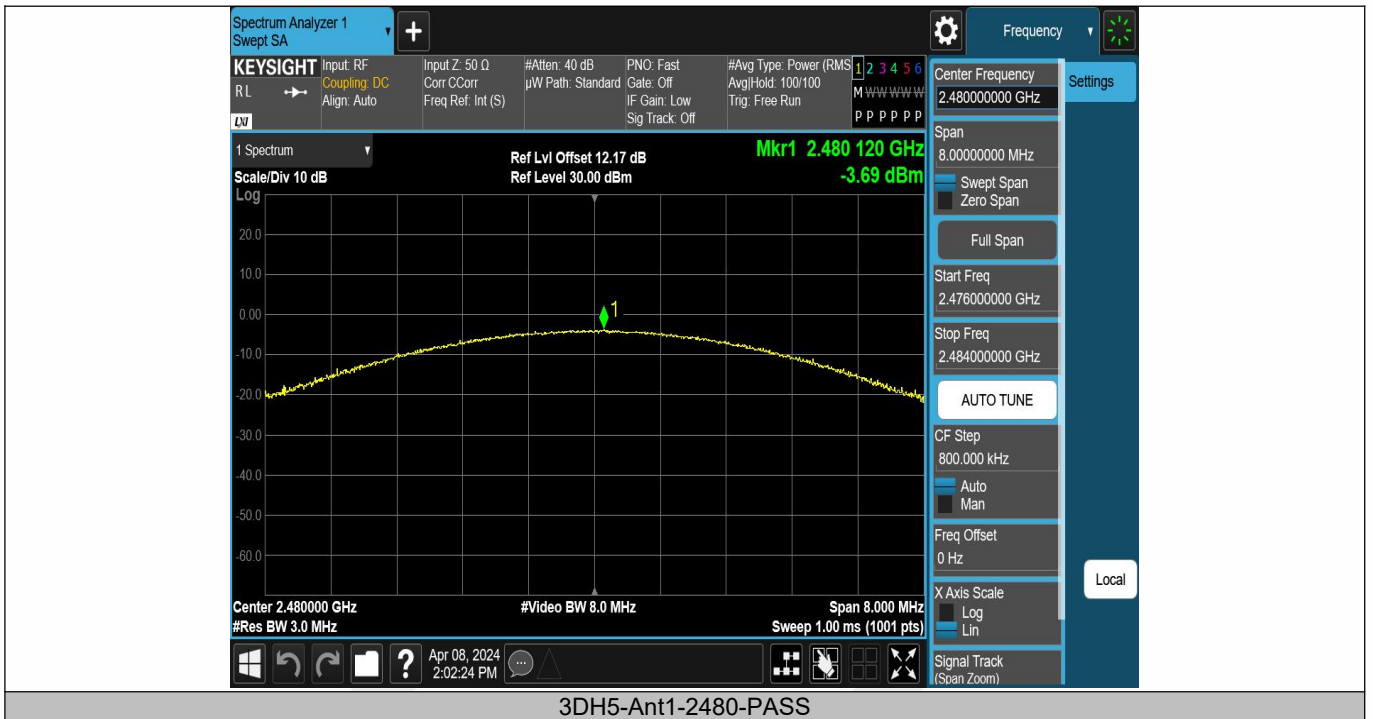 Spectrum Analyzer 1
Swept SA
+
Frequency
KEYSIGHT
RL
LXI
Input: RF
Coupling: DC
Align: Auto
Input Z: 50 Ω
Corr CCorr
Freq Ref: Int (S)
#Atten: 40 dB
µW Path: Standard
PNO: Fast
Gate: Off
IF Gain: Low
Sig Track: Off
#Avg Type: Power (RMS
Avg|Hold: 100/100
Trig: Free Run
1 2 3 4 5 6
M W W W W W
P P P P P P
Center Frequency
2.480000000 GHz
Settings
Span
8.00000000 MHz
Swept Span
Zero Span
Full Span
Start Freq
2.476000000 GHz
Stop Freq
2.484000000 GHz
AUTO TUNE
CF Step
800.000 kHz
Auto
Man
Freq Offset
0 Hz
X Axis Scale
Log
Lin
Signal Track
(Span Zoom)
Local
1 Spectrum
Scale/Div 10 dB
Log
Ref Lvl Offset 12.17 dB
Ref Level 30.00 dBm
Mkr1 2.480 120 GHz
-3.69 dBm
20.0
10.0
0.00
-10.0
-20.0
-30.0
-40.0
-50.0
-60.0
1
Center 2.480000 GHz
#Res BW 3.0 MHz
#Video BW 8.0 MHz
Span 8.000 MHz
Sweep 1.00 ms (1001 pts)
?
Apr 08, 2024
2:02:24 PM
3DH5-Ant1-2480-PASS